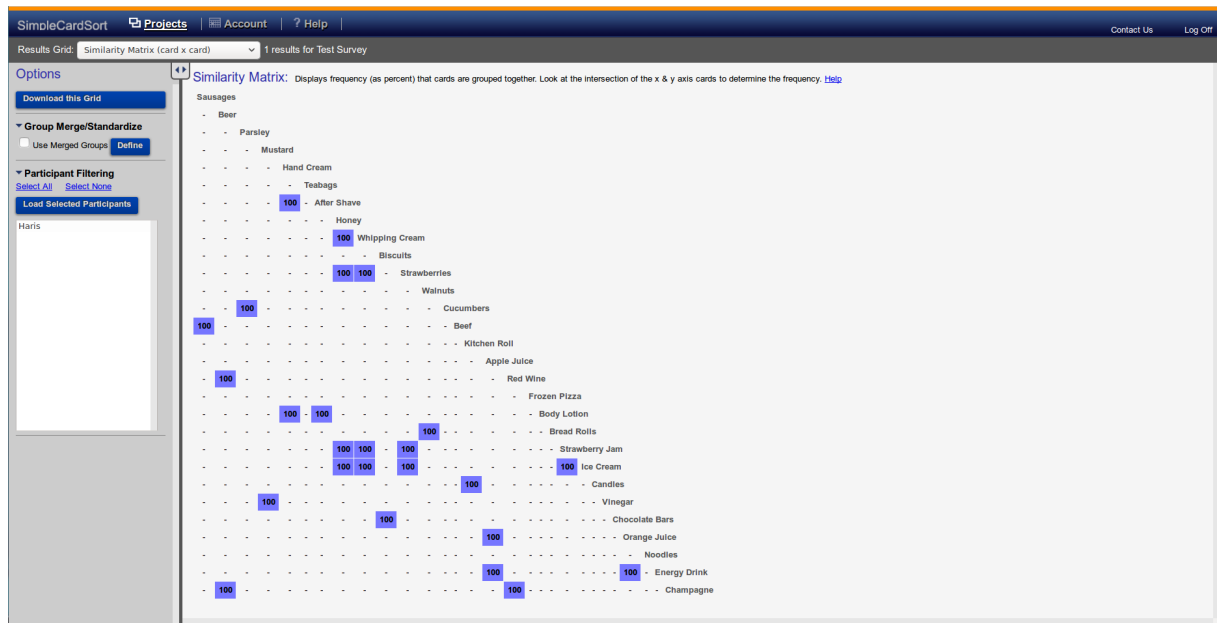 SimpleCardSort Projects | Account | ? Help |
Contact Us Log Off
Results Grid: Similarity Matrix (card x card) 1 results for Test Survey
Options
Download this Grid
Group Merge/Standardize
Use Merged Groups Define
Participant Filtering
Select All Select None
Load Selected Participants
Haris
Similarity Matrix: Displays frequency (as percent) that cards are grouped together. Look at the intersection of the x & y axis cards to determine the frequency. Help
Sausages
- Beer
- - Parsley
- - - Mustard
- - - - Hand Cream
- - - - - Teabags
- - - - 100 - After Shave
- - - - - - - Honey
- - - - - - - 100 Whipping Cream
- - - - - - - - - Biscuits
- - - - - - - 100 100 - Strawberries
- - - - - - - - - - - Walnuts
- - 100 - - - - - - - - - Cucumbers
100 - - - - - - - - - - - - Beef
- - - - - - - - - - - - - - Kitchen Roll
- - - - - - - - - - - - - - - Apple Juice
- 100 - - - - - - - - - - - - - - Red Wine
- - - - - - - - - - - - - - - - - Frozen Pizza
- - - - 100 - 100 - - - - - - - - - - - Body Lotion
- - - - - - - - - - - 100 - - - - - - - Bread Rolls
- - - - - - - 100 100 - 100 - - - - - - - - - Strawberry Jam
- - - - - - - 100 100 - 100 - - - - - - - - - 100 Ice Cream
- - - - - - - - - - - - - - 100 - - - - - - - Candles
- - - 100 - - - - - - - - - - - - - - - - - - - Vinegar
- - - - - - - - - 100 - - - - - - - - - - - - - - Chocolate Bars
- - - - - - - - - - - - - - - 100 - - - - - - - - - Orange Juice
- - - - - - - - - - - - - - - - - - - - - - - - - - Noodles
- - - - - - - - - - - - - - - 100 - - - - - - - - - 100 - Energy Drink
- 100 - - - - - - - - - - - - - - 100 - - - - - - - - - - - Champagne